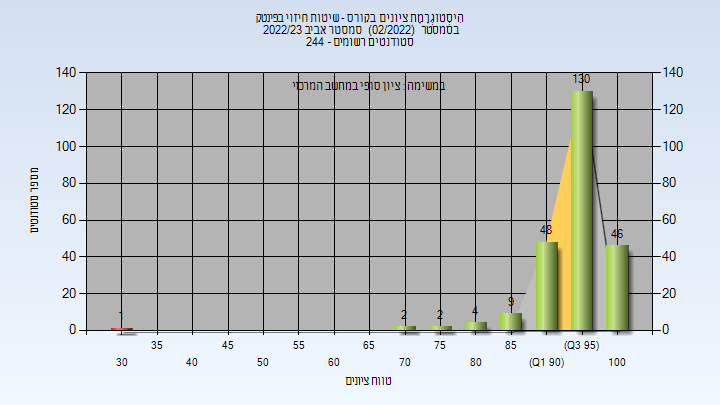 היסטוגרמת ציונים בקורס - שיטות חיזוי בפינטק
בסמסטר (02/2022) סמסטר אביב 2022/23
סטודנטים רשומים - 244
במשימה : ציון סופי במחשב המרכזי
מספר סטודנטים
140 140
120 120
100 100
80 80
60 60
40 40
20 20
0 0
1 2 2 4 9 48 130 46
35 45 55 65 75 85 (Q3 95)
30 40 50 60 70 80 (Q1 90) 100
טווח ציונים